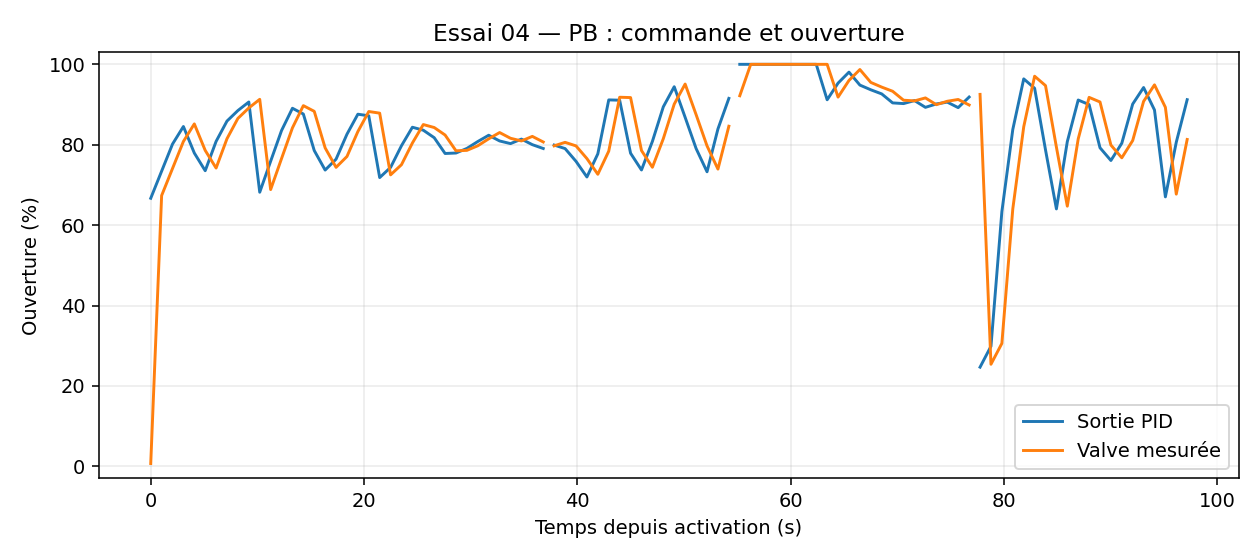 Essai 04 — PB : commande et ouverture
Ouverture (%)
100
80
60
40
20
0
0 20 40 60 80 100
Temps depuis activation (s)
Sortie PID
Valve mesurée